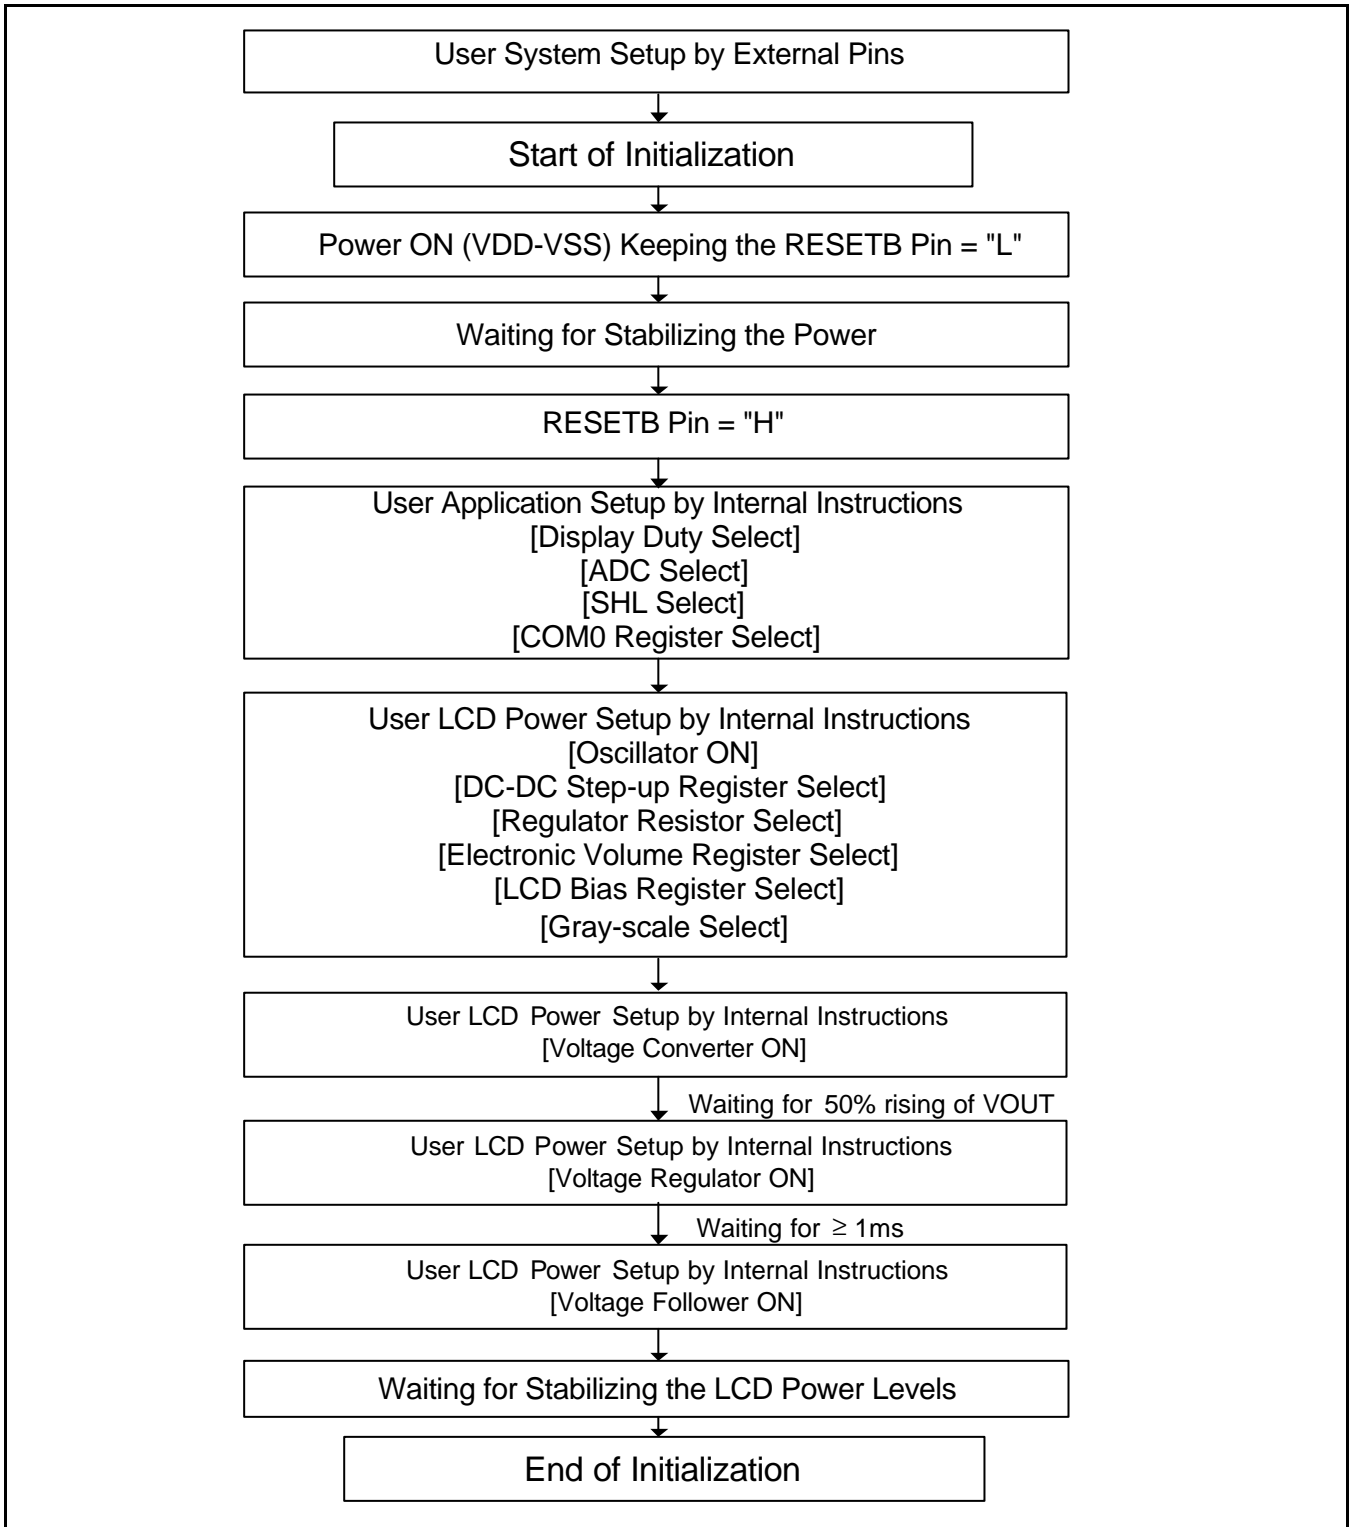 User System Setup by External Pins
Start of Initialization
Power ON (VDD-VSS) Keeping the RESETB Pin = "L"
Waiting for Stabilizing the Power
RESETB Pin = "H"
User Application Setup by Internal Instructions
[Display Duty Select]
[ADC Select]
[SHL Select]
[COM0 Register Select]
User LCD Power Setup by Internal Instructions
[Oscillator ON]
[DC-DC Step-up Register Select]
[Regulator Resistor Select]
[Electronic Volume Register Select]
[LCD Bias Register Select]
[Gray-scale Select]
User LCD Power Setup by Internal Instructions
[Voltage Converter ON]
Waiting for 50% rising of VOUT
User LCD Power Setup by Internal Instructions
[Voltage Regulator ON]
Waiting for ≥ 1ms
User LCD Power Setup by Internal Instructions
[Voltage Follower ON]
Waiting for Stabilizing the LCD Power Levels
End of Initialization